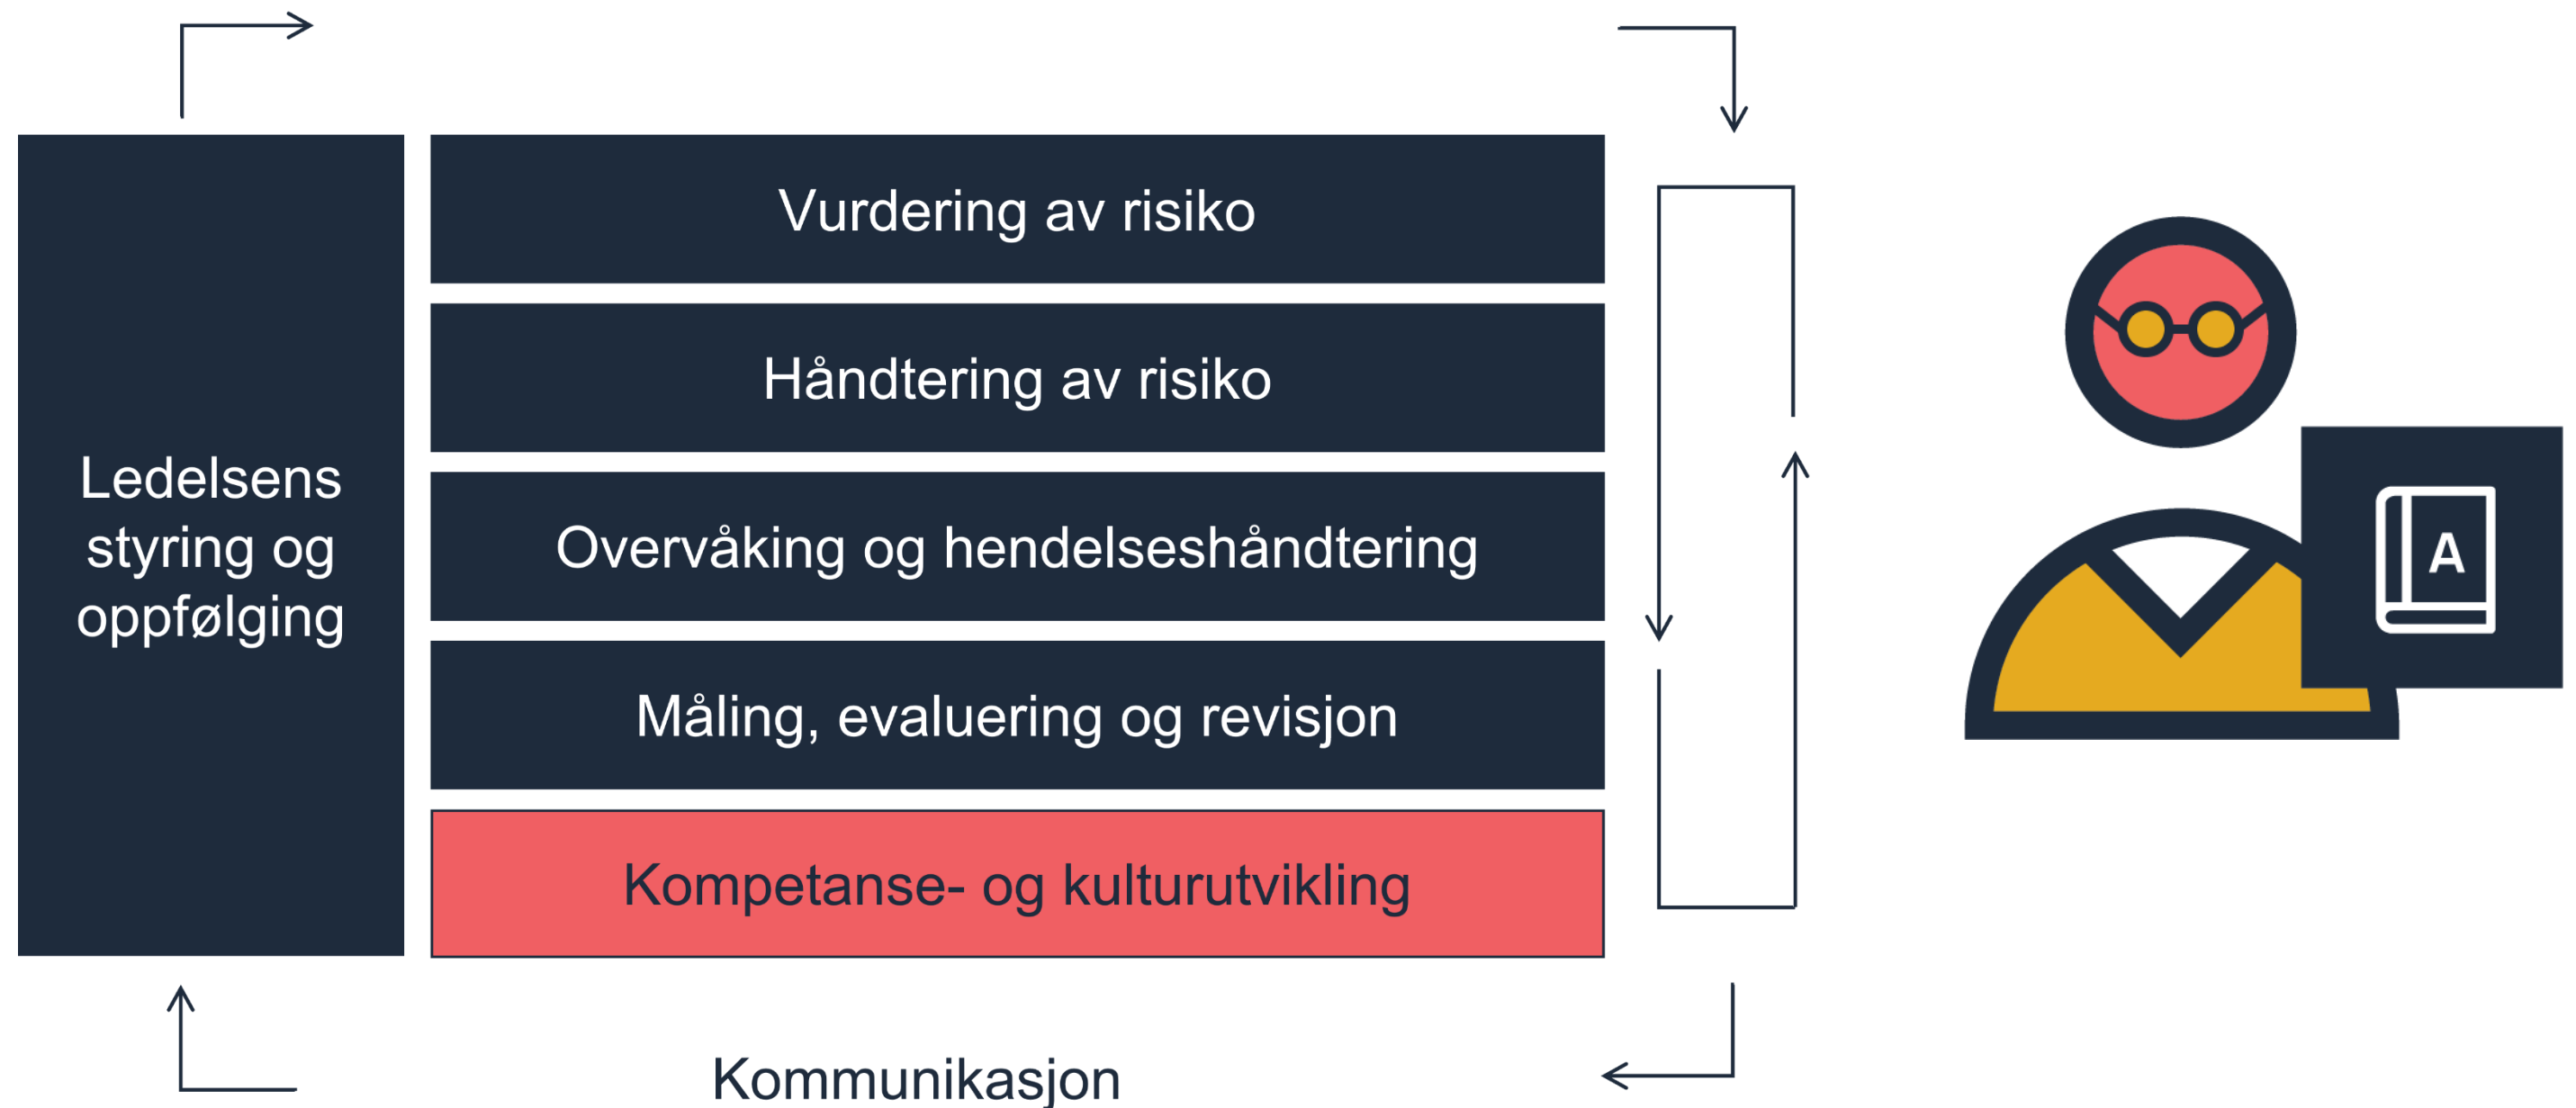 Ledelsens
styring og
oppfølging
Vurdering av risiko
Håndtering av risiko
Overvåking og hendelseshåndtering
Måling, evaluering og revisjon
Kompetanse- og kulturutvikling
A
Kommunikasjon